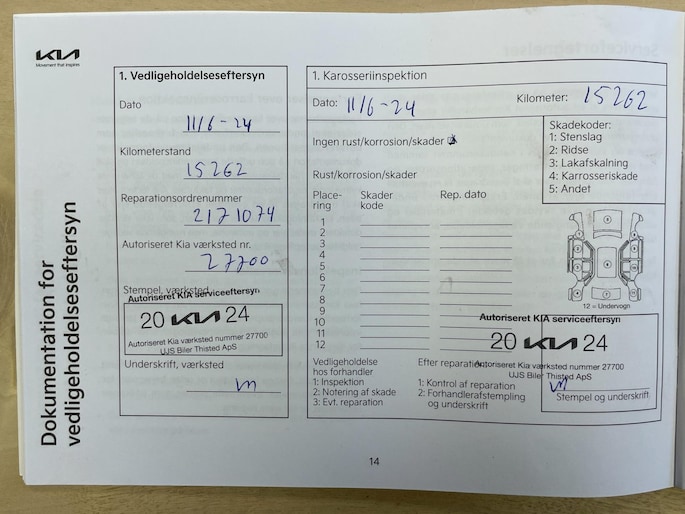 KIA
Movement that inspires
Dokumentation for
vedligeholdelseseftersyn
1. Vedligeholdelseseftersyn
Dato
11/6-24
Kilometerstand
15262
Reparationsordrenummer
2171074
Autoriseret Kia værksted nr.
27700
Stempel, værksted
Autoriseret KIA serviceeftersyn
20 KIA 24
Autoriseret Kia værksted nummer 27700
UJS Biler Thisted ApS
Underskrift, værksted
1. Karosseriinspektion
Dato: 11/6-24 Kilometer: 15262
Ingen rust/korrosion/skader
Rust/korrosion/skader
Place-
ring
Skader
kode
Rep. dato
1
2
3
4
5
6
7
8
9
10
11
12
Skadekoder:
1: Stenslag
2: Ridse
3: Lakafskalning
4: Karrosseriskade
5: Andet
12 = Undervogn
Autoriseret KIA serviceeftersyn
20 KIA 24
Autoriseret Kia værksted nummer 27700
UJS Biler Thisted ApS
Vedligeholdelse
hos forhandler
1: Inspektion
2: Notering af skade
3: Evt. reparation
Efter reparation
1: Kontrol af reparation
2: Forhandlerafstempling
og underskrift
Stempel og underskrift
14